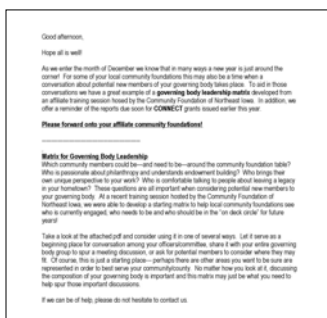 Good afternoon,
Hope all is well!
As we enter the month of December we know that in many ways a new year is just around the
corner! For some of your local community foundations this may also be a time when a
conversation about potential new members of your governing body takes place. To aid in those
conversations we have a great example of a governing body leadership matrix developed from
an affiliate training session hosed by the Community Foundation of Northeast Iowa. In addition, we
offer a reminder of the reports due soon for CONNECT grants issued earlier this year.
Please forward onto your affiliate community foundations!
Matrix for Governing Body Leadership
Which community members could be—and need to be—around the community foundation table?
Who is passionate about philanthropy and understands endowment building? Who brings their
own unique perspective to your work? Who is comfortable talking to people about leaving a legacy
in your hometown? These questions are all important when considering potential new members to
your governing body. At a recent training session hosted by the Community Foundation of
Northeast Iowa, we were able to develop a starting matrix to help local community foundations see
who is currently engaged, who needs to be and who should be in the "on deck circle" for future
years!
Take a look at the attached pdf and consider using it in one of several ways. Let it serve as a
beginning place for conversation among your officers/committee, share it with your entire governing
body group to spur a meeting discussion, or ask for potential members to consider where they may
fit. Of course, this is just a starting place—perhaps there are other areas you want to be sure are
represented in order to best serve your community/county. No matter how you look at it, discussing
the composition of your governing body is important and this matrix may just be what you need to
help spur those important discussions.
If we can be of help, please do not hesitate to contact us.